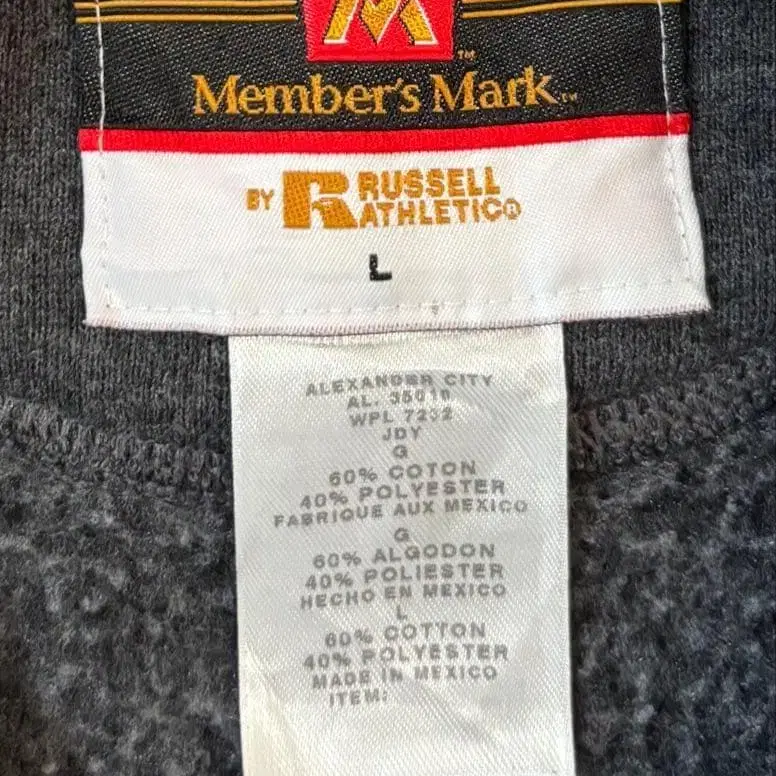 Member's Mark™
BY RUSSELL
ATHLETIC®
L
ALEXANDER CITY
AL. 35010
WPL 7232
JDY
G
60% COTON
40% POLYESTER
FABRIQUE AUX MEXICO
G
60% ALGODON
40% POLIESTER
HECHO EN MEXICO
L
60% COTTON
40% POLYESTER
MADE IN MEXICO
ITEM: